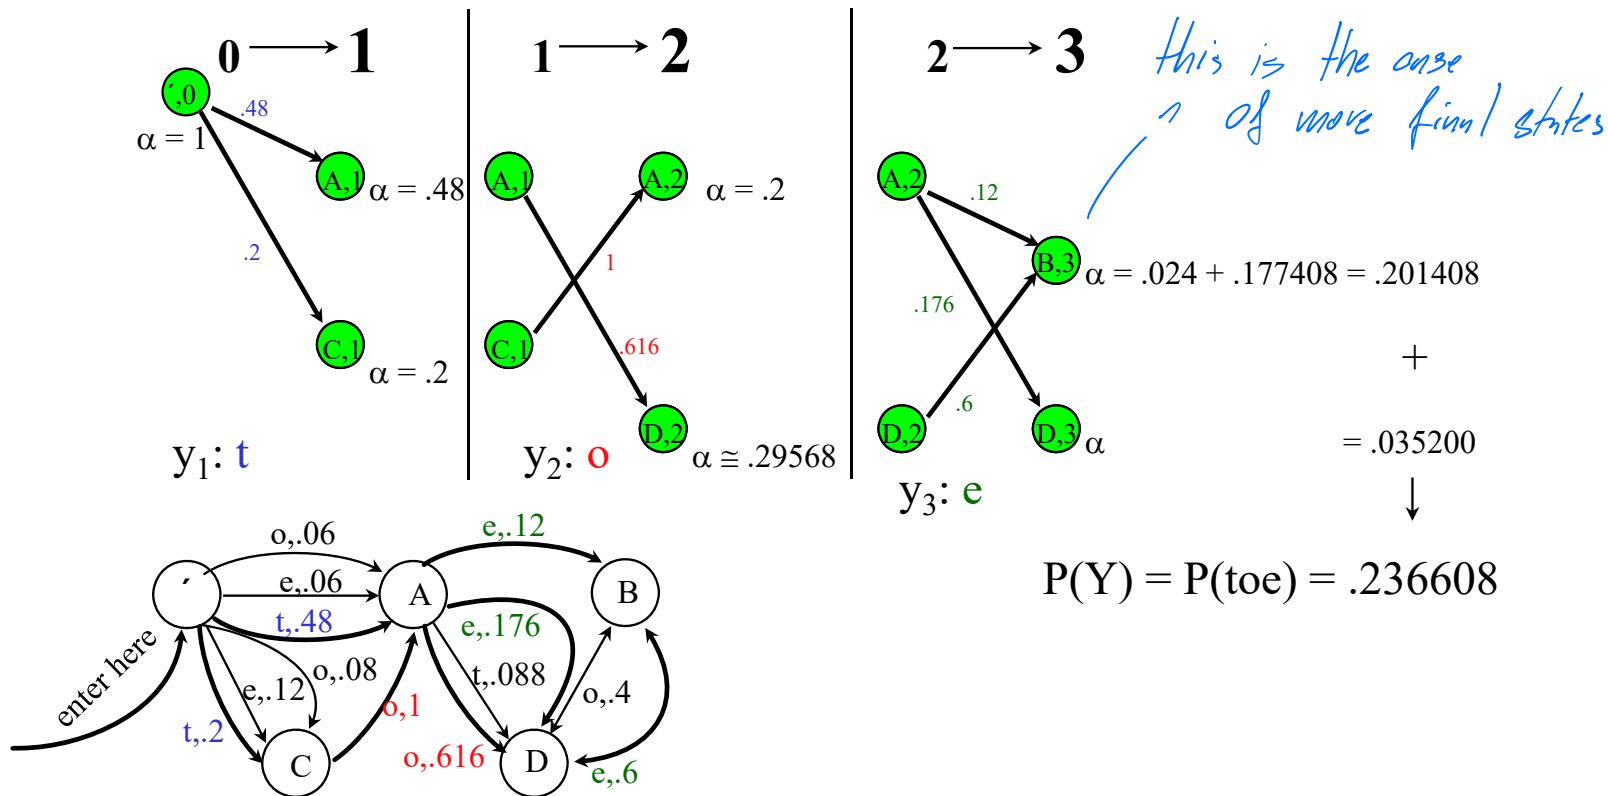 0 → 1
1 → 2
2 → 3
this is the case
of more final states
´,0
α = 1
.48
.2
A,1
α = .48
C,1
α = .2
y1: t
A,1
A,2
α = .2
1
C,1
.616
D,2
α ≅ .29568
y2: o
A,2
.12
B,3
α = .024 + .177408 = .201408
.176
+
.6
D,2
D,3
α
= .035200
y3: e
P(Y) = P(toe) = .236608
enter here
´
o,.06
e,.06
t,.48
A
e,.12
B
e,.176
t,.088
o,.08
e,.12
t,.2
C
o,1
o,.616
D
o,.4
e,.6